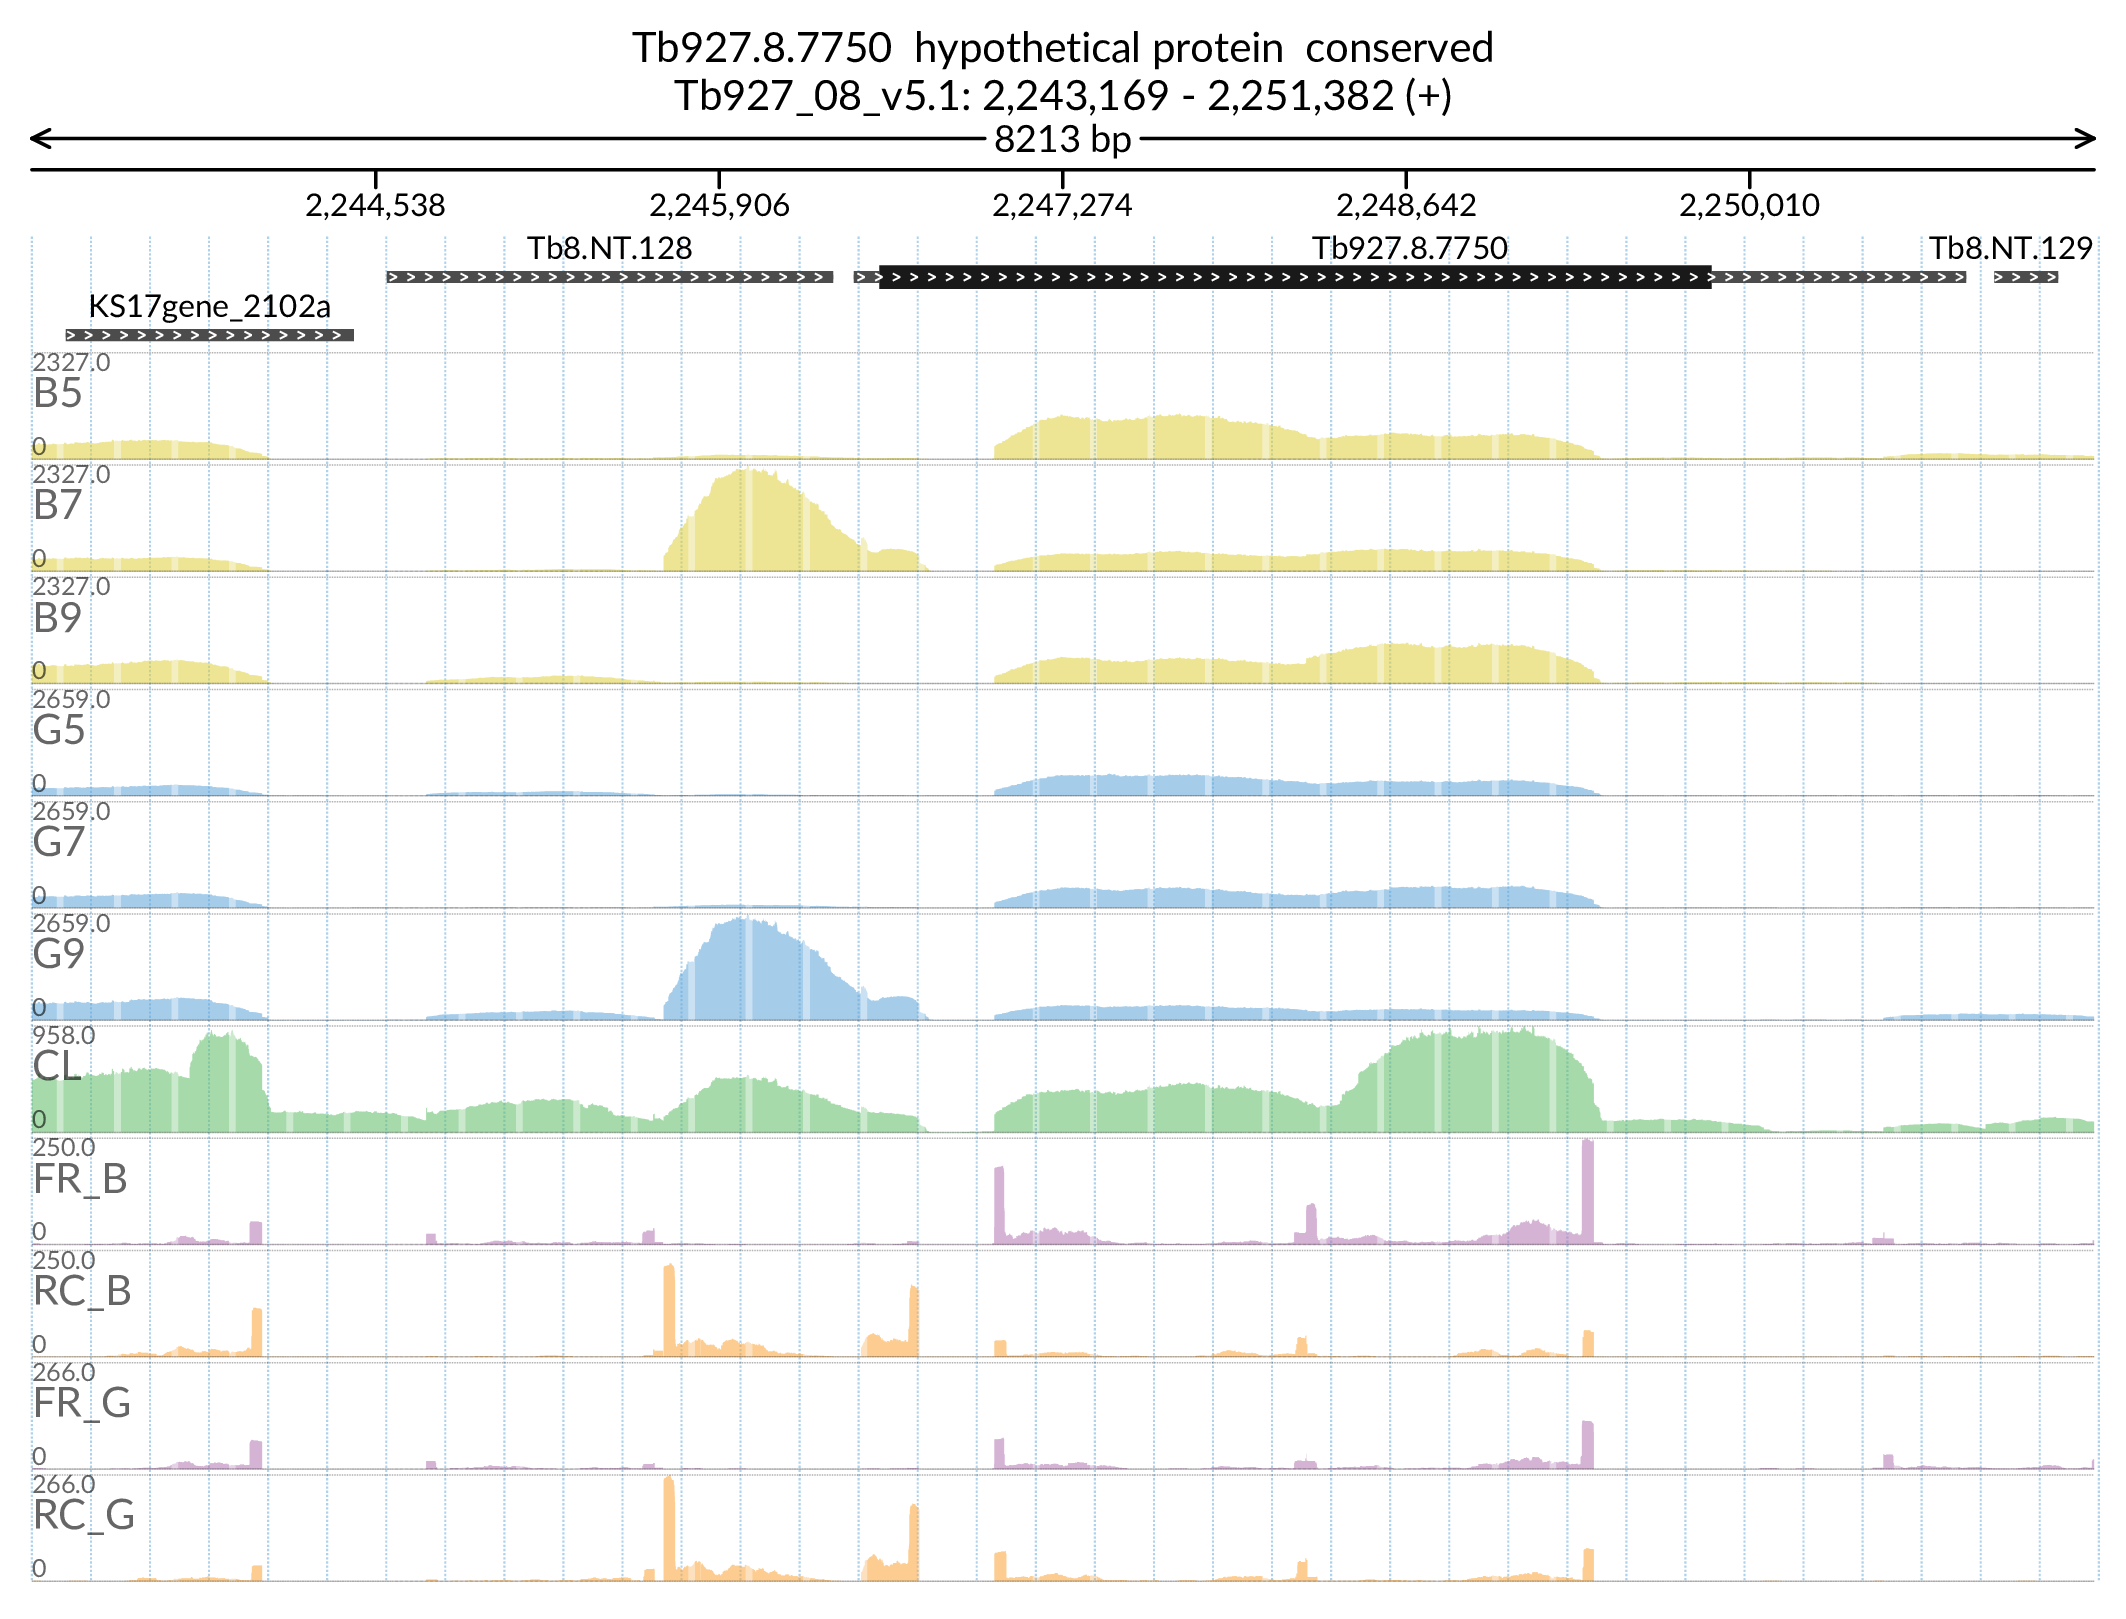 Tb927.8.7750  hypothetical protein  conserved
Tb927_08_v5.1: 2,243,169 - 2,251,382 (+)
8213 bp
2,244,538 2,245,906 2,247,274 2,248,642 2,250,010
Tb8.NT.128 Tb927.8.7750 Tb8.NT.129
KS17gene_2102a
2327.0
B5
0
2327.0
B7
0
2327.0
B9
0
2659.0
G5
0
2659.0
G7
0
2659.0
G9
0
958.0
CL
0
250.0
FR_B
0
250.0
RC_B
0
266.0
FR_G
0
266.0
RC_G
0